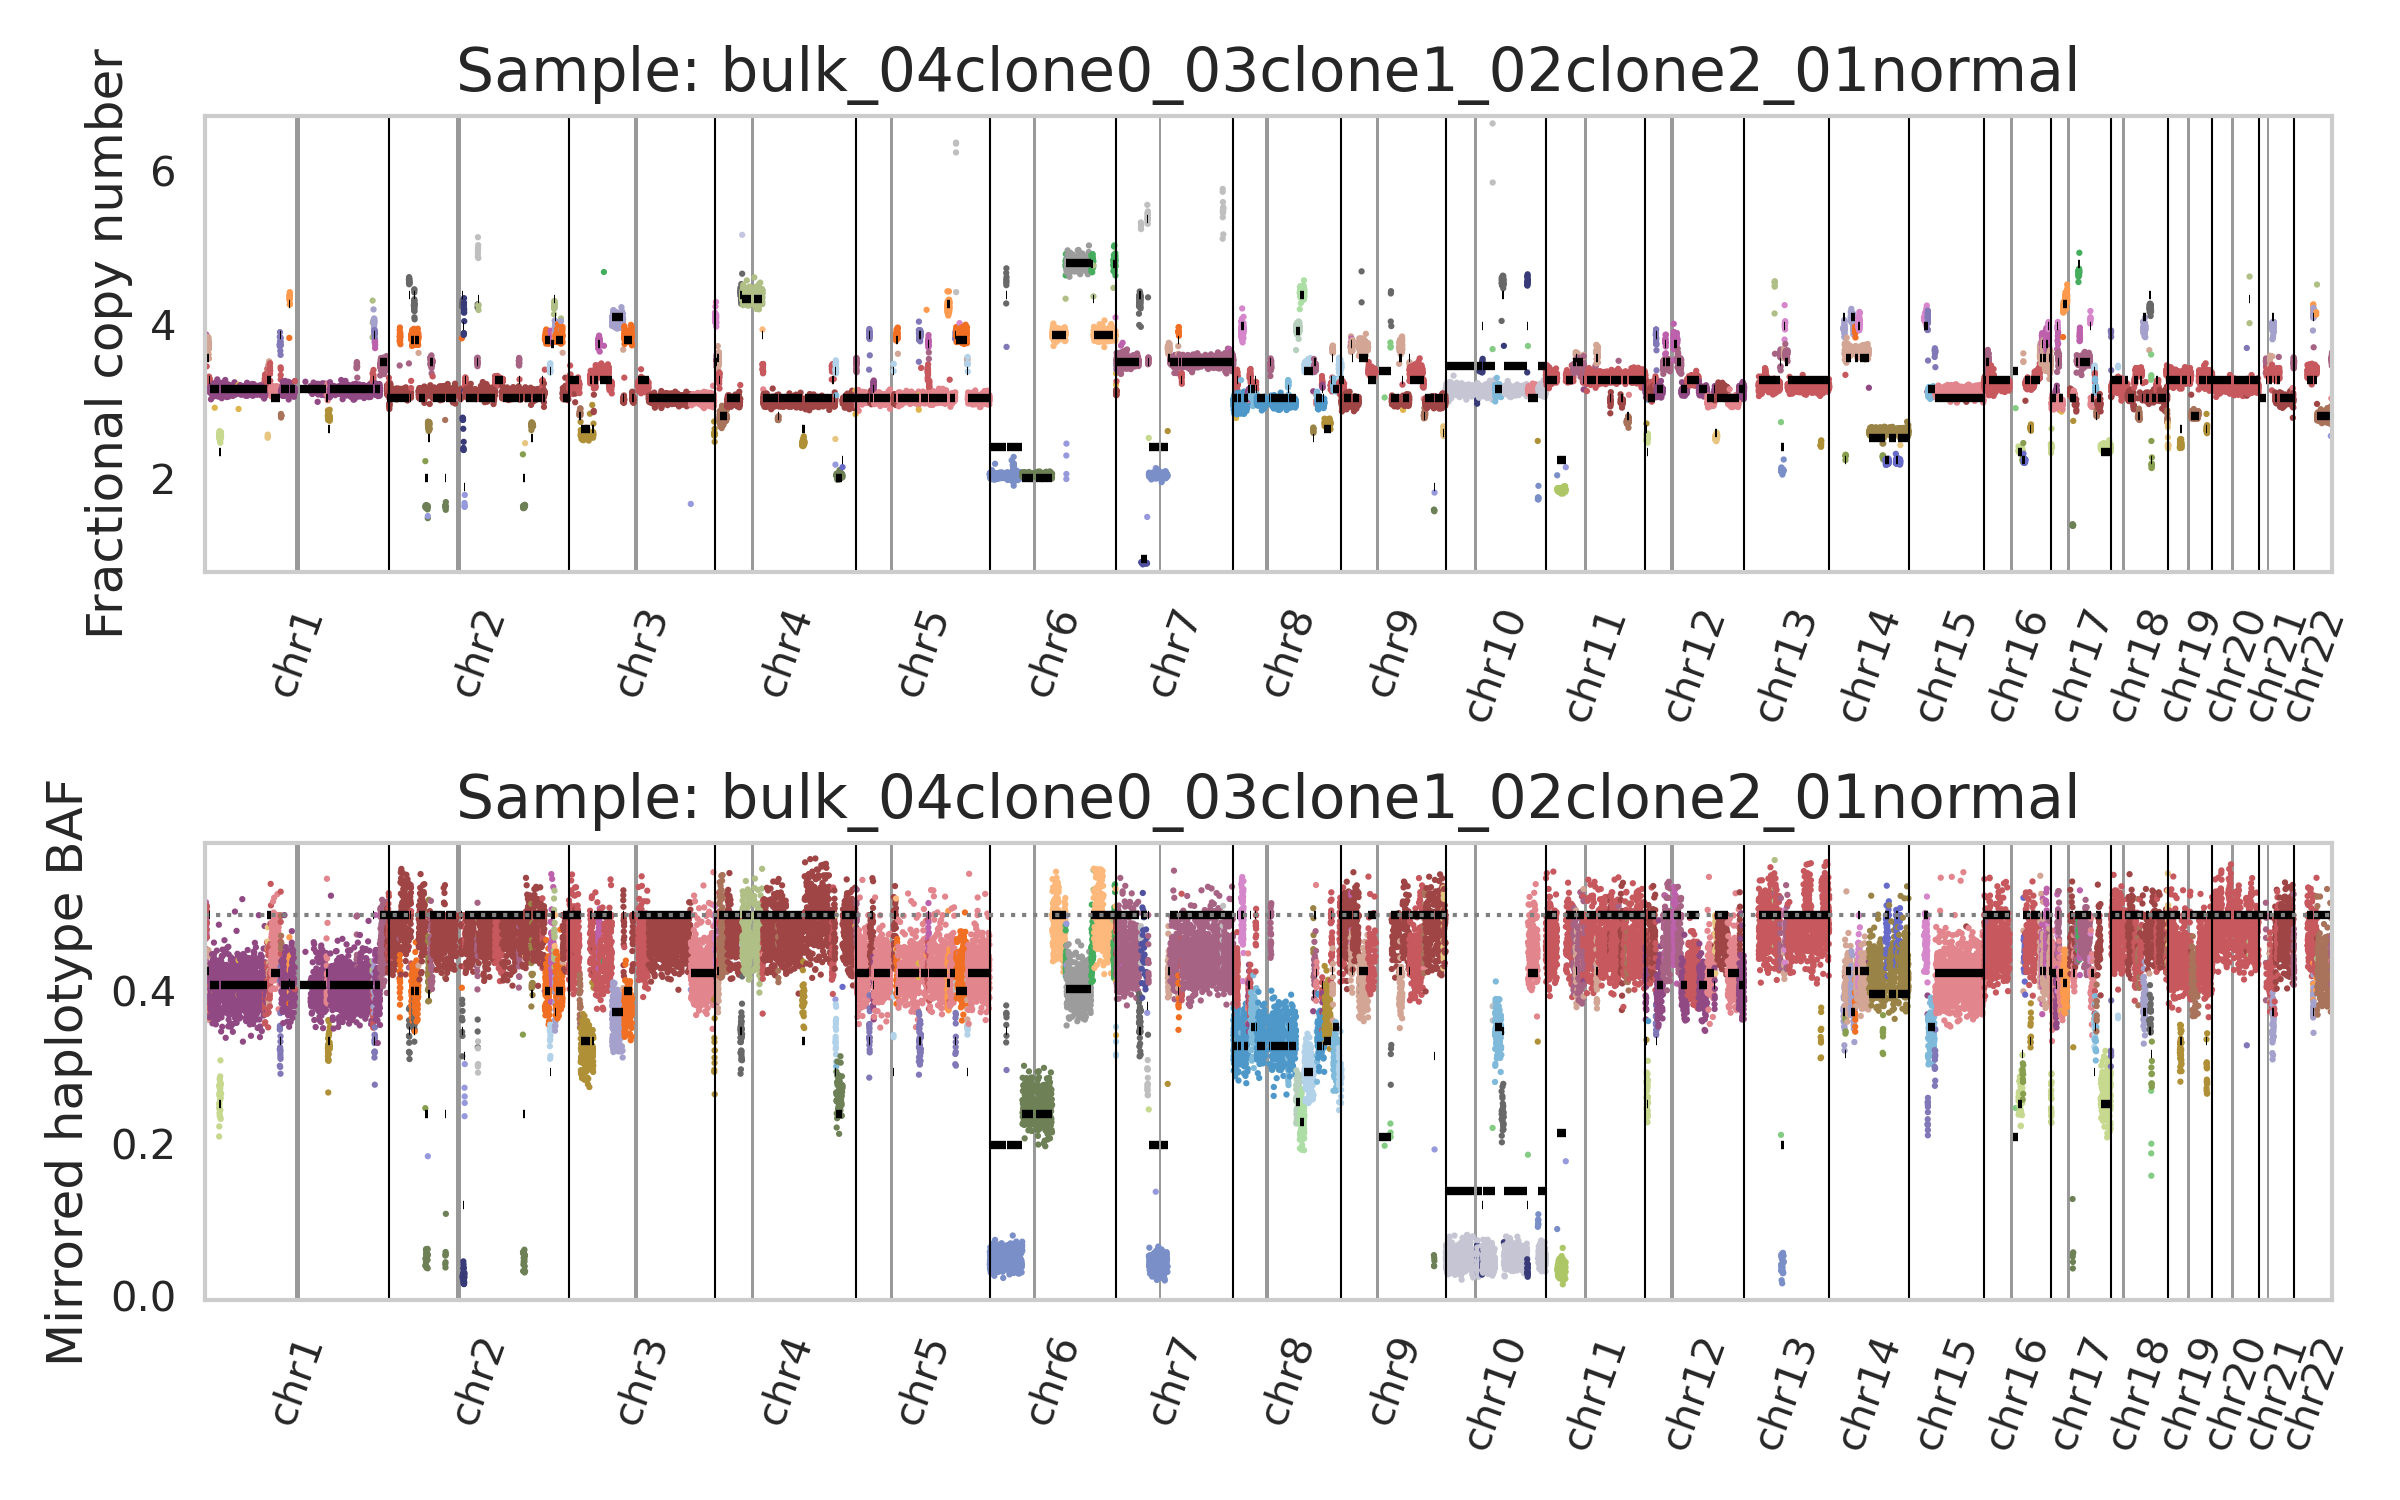 Sample: bulk_04clone0_03clone1_02clone2_01normal
Fractional copy number
6
4
2
chr1
chr2
chr3
chr4
chr5
chr6
chr7
chr8
chr9
chr10
chr11
chr12
chr13
chr14
chr15
chr16
chr17
chr18
chr19
chr20
chr21
chr22
Sample: bulk_04clone0_03clone1_02clone2_01normal
Mirrored haplotype BAF
0.4
0.2
0.0
chr1
chr2
chr3
chr4
chr5
chr6
chr7
chr8
chr9
chr10
chr11
chr12
chr13
chr14
chr15
chr16
chr17
chr18
chr19
chr20
chr21
chr22